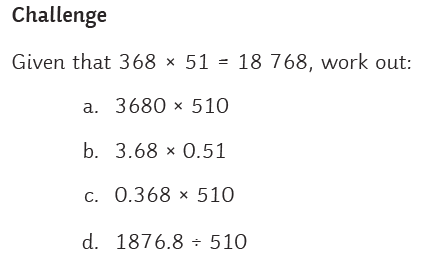 Challenge
Given that 368 × 51 = 18 768, work out:
a. 3680 × 510
b. 3.68 × 0.51
c. 0.368 × 510
d. 1876.8 ÷ 510